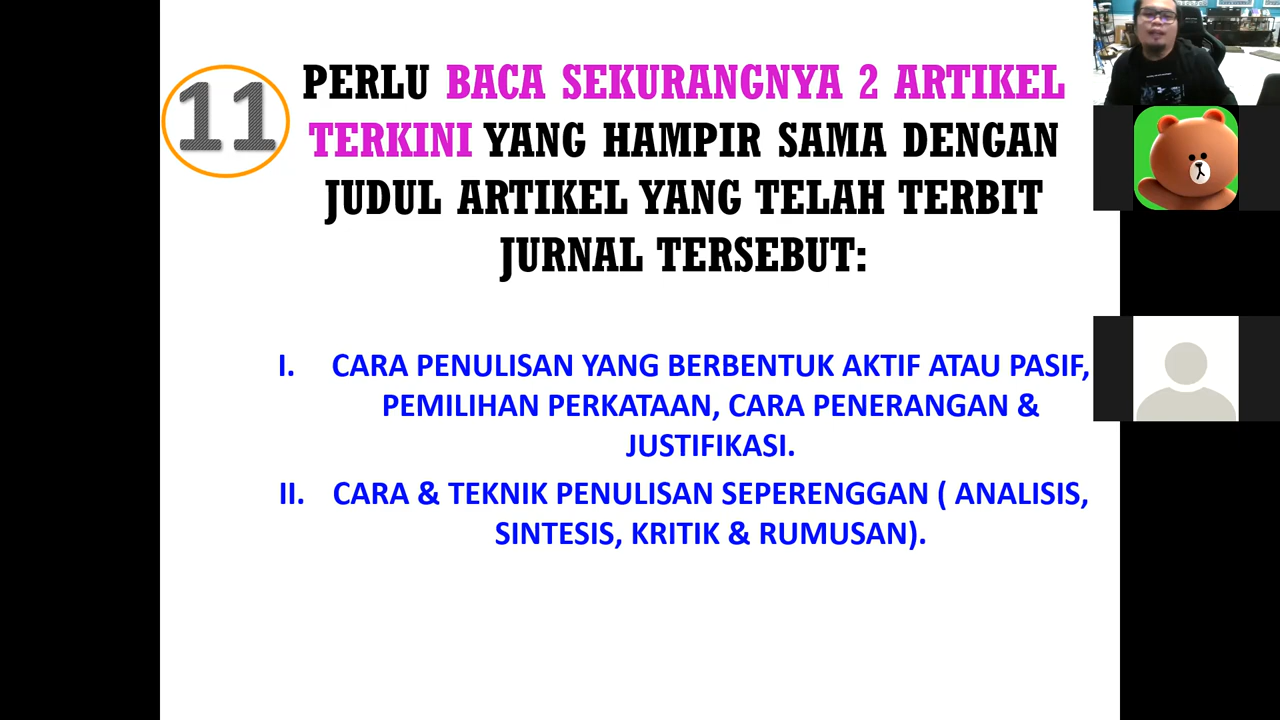 11
PERLU BACA SEKURANGNYA 2 ARTIKEL
TERKINI YANG HAMPIR SAMA DENGAN
JUDUL ARTIKEL YANG TELAH TERBIT
JURNAL TERSEBUT:
I. CARA PENULISAN YANG BERBENTUK AKTIF ATAU PASIF,
PEMILIHAN PERKATAAN, CARA PENERANGAN &
JUSTIFIKASI.
II. CARA & TEKNIK PENULISAN SEPERENGGAN ( ANALISIS,
SINTESIS, KRITIK & RUMUSAN).